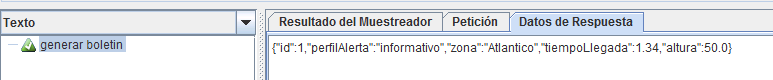 Texto
generar boletin
Resultado del Muestreador Petición Datos de Respuesta
{"id":1,"perfilAlerta":"informativo","zona":"Atlantico","tiempoLlegada":1.34,"altura":50.0}